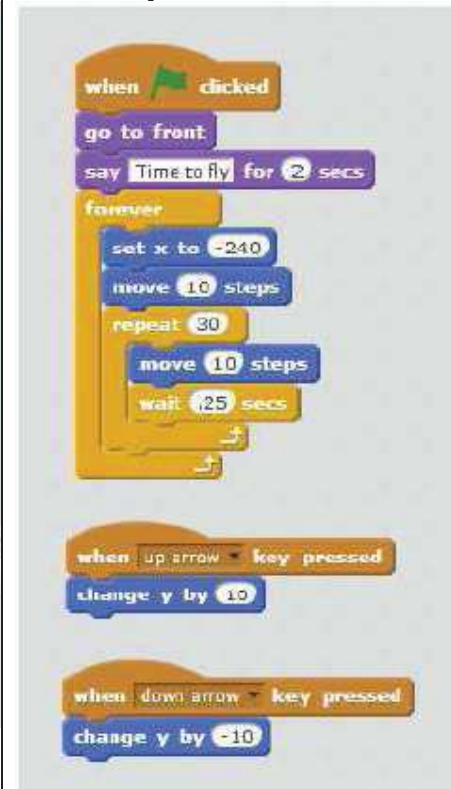 when clicked
go to front
say Time to fly for 2 secs
forever
set x to -240
move 10 steps
repeat 30
move 10 steps
wait .25 secs
when up arrow key pressed
change y by 10
when down arrow key pressed
change y by -10